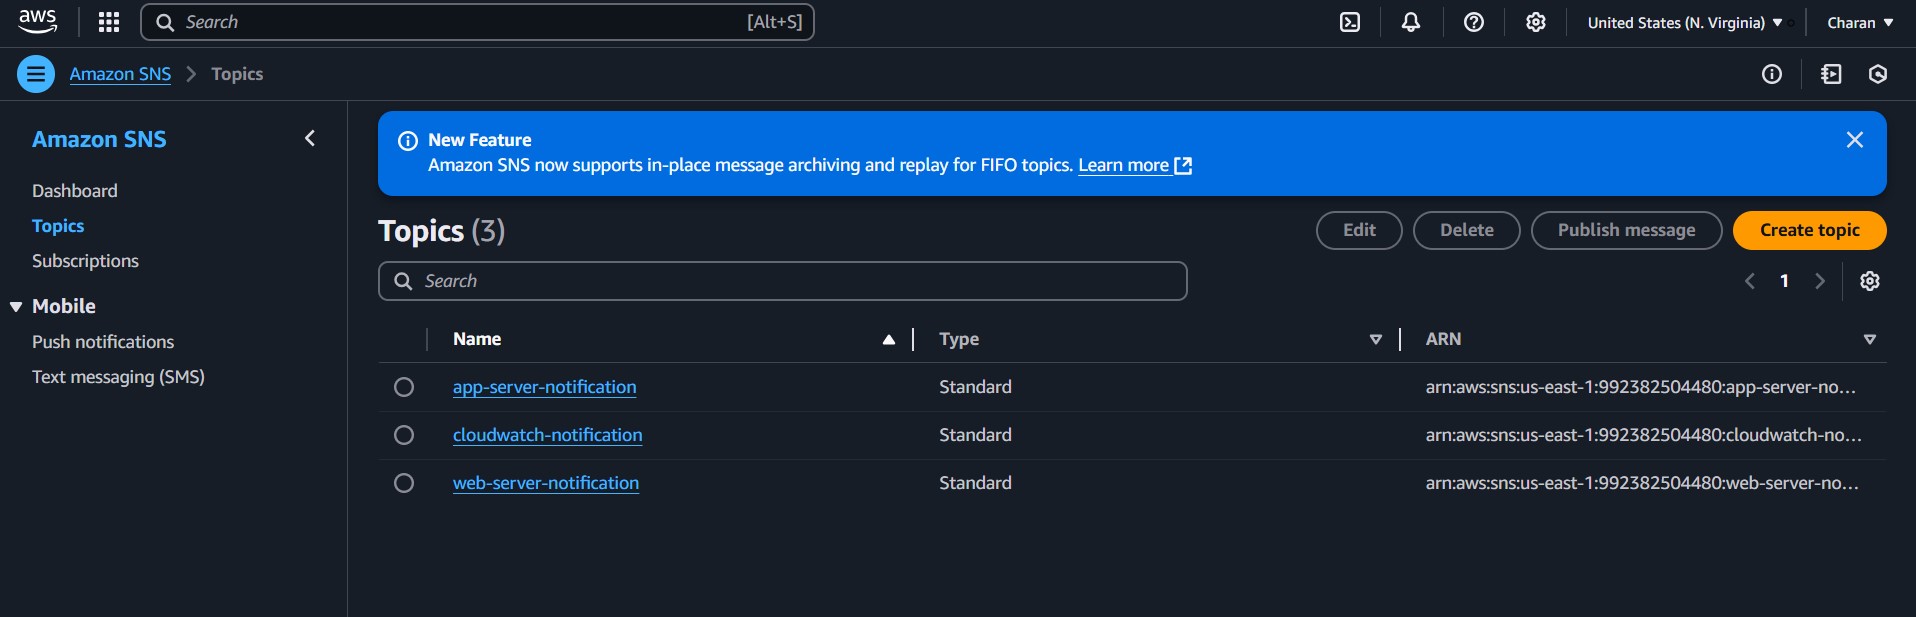 aws
Search [Alt+S]
United States (N. Virginia)
Charan
Amazon SNS
Topics
Amazon SNS
Dashboard
Topics
Subscriptions
Mobile
Push notifications
Text messaging (SMS)
New Feature
Amazon SNS now supports in-place message archiving and replay for FIFO topics. Learn more
Topics (3)
Edit
Delete
Publish message
Create topic
Search
1
Name Type ARN
app-server-notification Standard arn:aws:sns:us-east-1:992382504480:app-server-no...
cloudwatch-notification Standard arn:aws:sns:us-east-1:992382504480:cloudwatch-no...
web-server-notification Standard arn:aws:sns:us-east-1:992382504480:web-server-no...